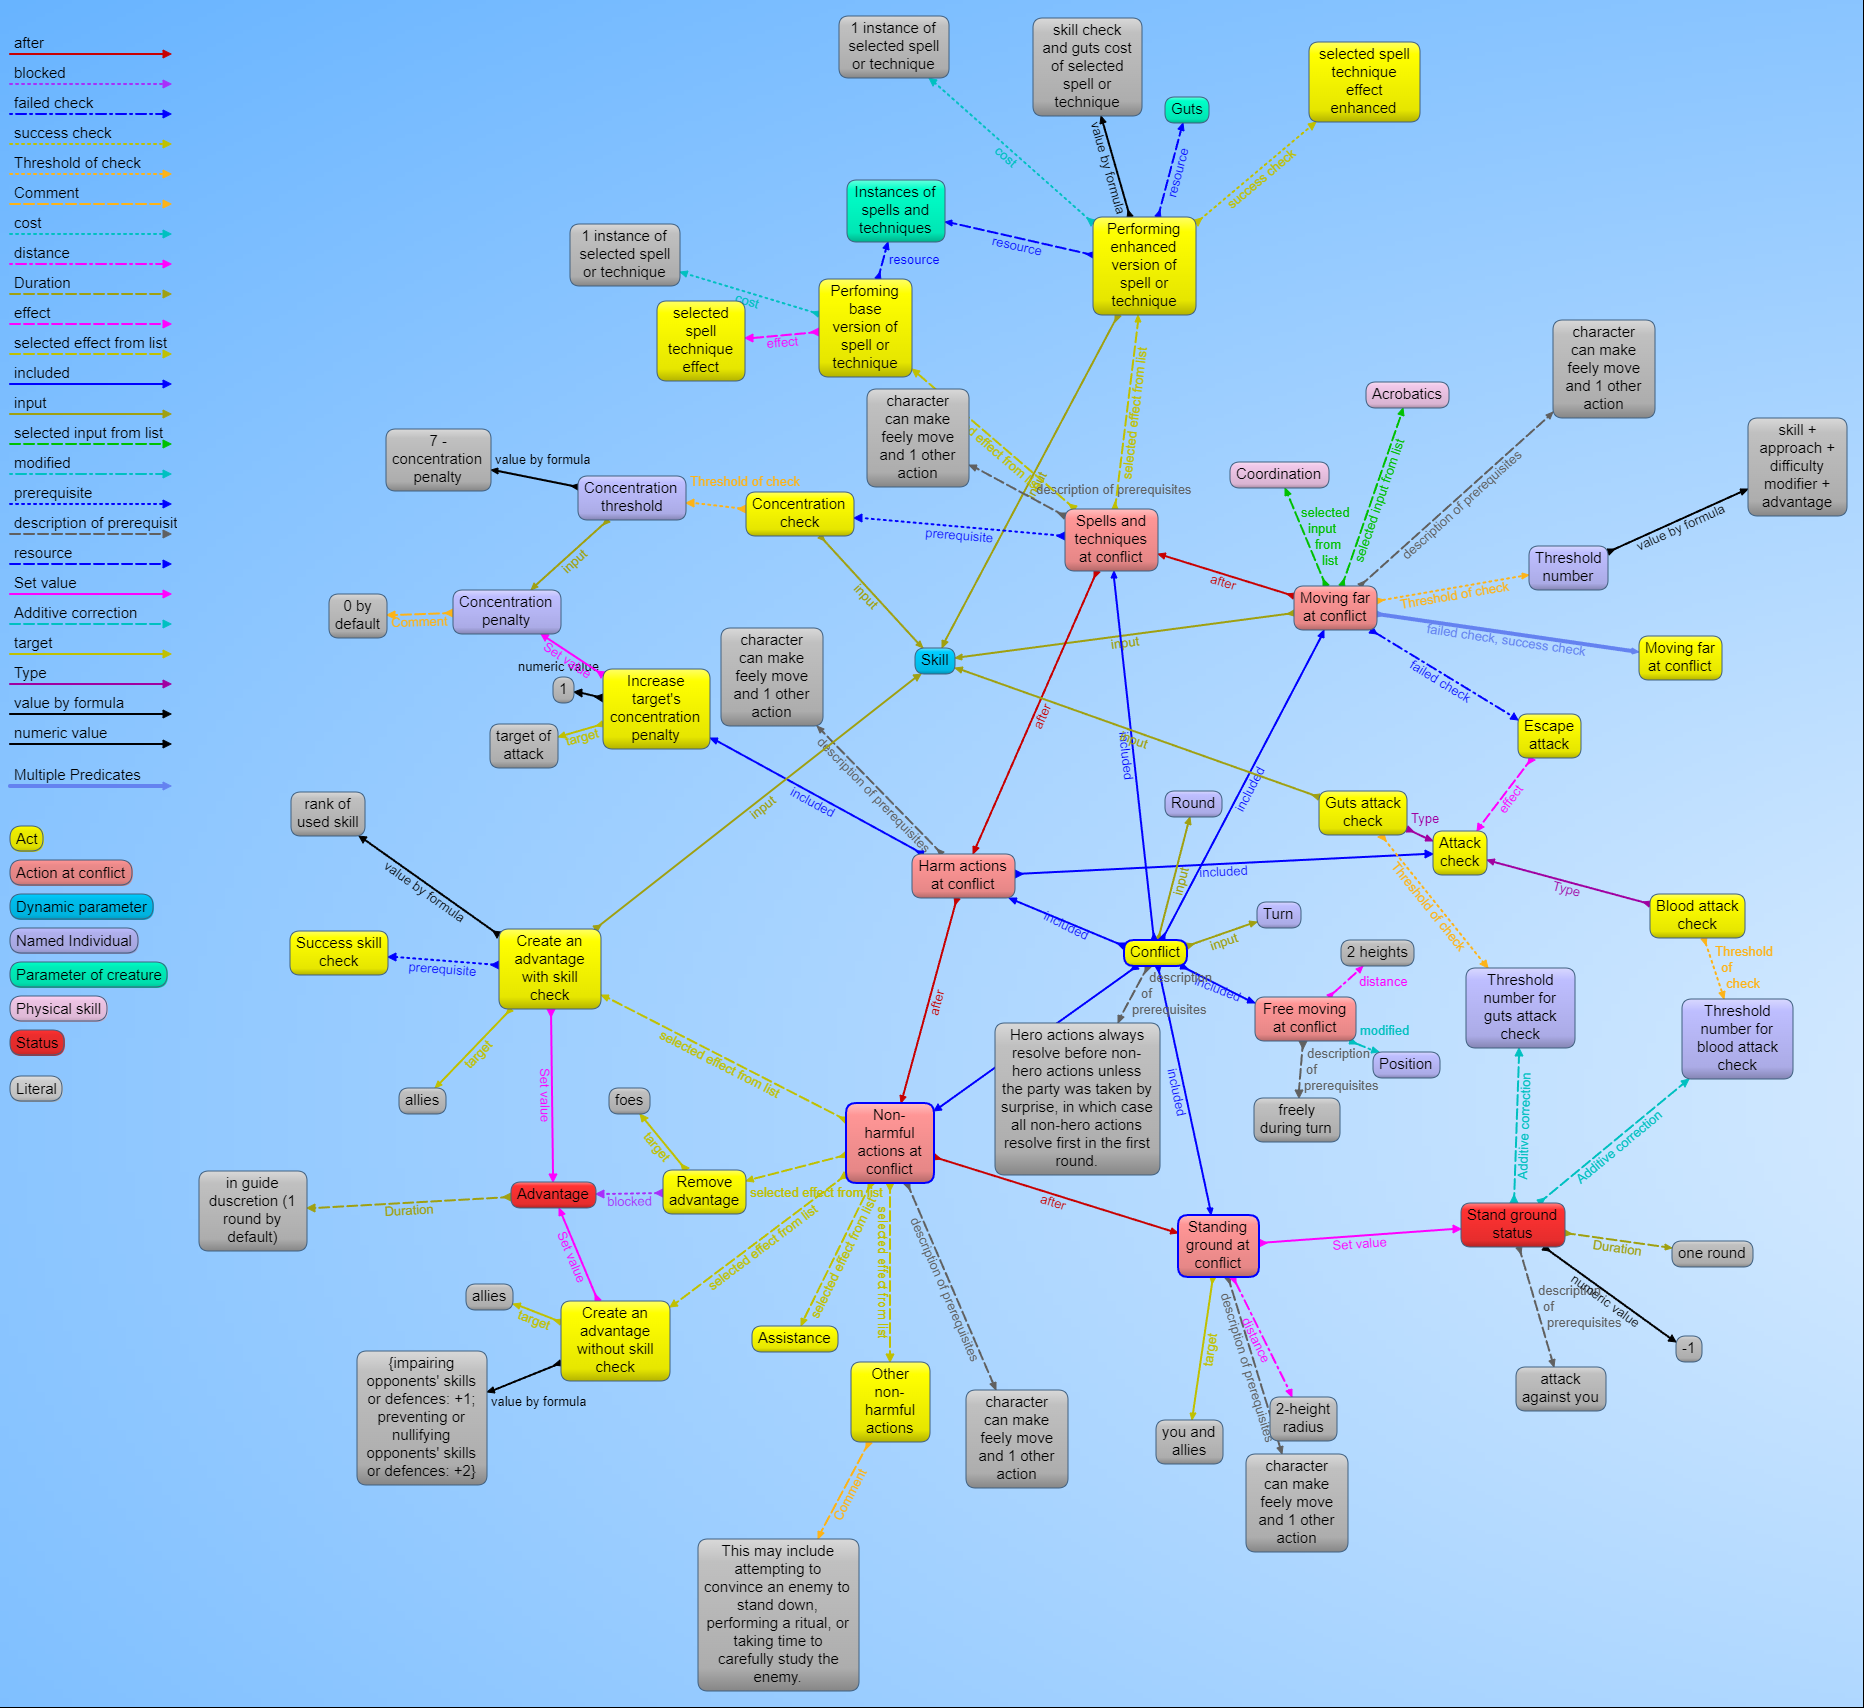 after
blocked
failed check
success check
Threshold of check
Comment
cost
distance
Duration
effect
selected effect from list
included
input
selected input from list
modified
prerequisite
description of prerequisit
resource
Set value
Additive correction
target
Type
value by formula
numeric value
Multiple Predicates
Act
Action at conflict
Dynamic parameter
Named Individual
Parameter of creature
Physical skill
Status
Literal
1 instance of
selected spell
or technique
skill check
and guts cost
of selected
spell or
technique
Guts
selected spell
technique
effect
enhanced
cost
value by formula
resource
success check
Instances of
spells and
techniques
resource
resource
Performing
enhanced
version of
spell or
technique
1 instance of
selected spell
or technique
cost
Perfoming
base
version of
spell or
technique
selected
spell
technique
effect
effect
character
can make
feely move
and 1 other
action
d effect from
input
selected effect from list
description of prerequisites
7 -
concentration
penalty
value by formula
Concentration
threshold
Threshold of check
Concentration
check
prerequisite
Spells and
techniques
at conflict
after
Coordination
Acrobatics
selected
input
from
list
selected input from list
description of prerequisites
character
can make
feely move
and 1 other
action
skill +
approach +
difficulty
modifier +
advantage
value by formula
Threshold
number
Threshold of check
Moving far
at conflict
failed check, success check
Moving far
at conflict
input
failed check
Escape
attack
effect
input
input
0 by
default
Comment
Concentration
penalty
Set value
numeric value
1
Increase
target's
concentration
penalty
target of
attack
target
character
can make
feely move
and 1 other
action
description of prerequisites
Skill
after
included
input
included
included
input
Round
input
Guts attack
check
Type
Attack
check
Type
Blood attack
check
Threshold of check
Threshold
of
check
Threshold
number for
guts attack
check
Threshold
number for
blood attack
check
rank of
used skill
value by formula
Success skill
check
prerequisite
Create an
advantage
with skill
check
Harm actions
at conflict
included
included
Turn
input
Conflict
description
of
prerequisites
included
2 heights
distance
Free moving
at conflict
modified
Position
description
of
prerequisites
freely
during turn
Hero actions always
resolve before non-
hero actions unless
the party was taken by
surprise, in which case
all non-hero actions
resolve first in the first
round.
after
included
target
allies
Set value
selected effect from list
foes
target
Non-
harmful
actions at
conflict
Remove
advantage
selected effect from list
blocked
Advantage
Duration
in guide
duscretion (1
round by
default)
Set value
selected effect from list
selected effect from list
selected effect from list
description of prerequisites
after
Standing
ground at
conflict
Set value
Stand ground
status
Additive correction
Additive correction
Duration
one round
numeric value
-1
description
of
prerequisites
attack
against you
allies
target
Create an
advantage
without skill
check
value by formula
{impairing
opponents' skills
or defences: +1;
preventing or
nullifying
opponents' skills
or defences: +2}
Assistance
Other
non-
harmful
actions
Comment
This may include
attempting to
convince an enemy to
stand down,
performing a ritual, or
taking time to
carefully study the
enemy.
character
can make
feely move
and 1 other
action
target
description of prerequisites
distance
you and
allies
2-height
radius
character
can make
feely move
and 1 other
action